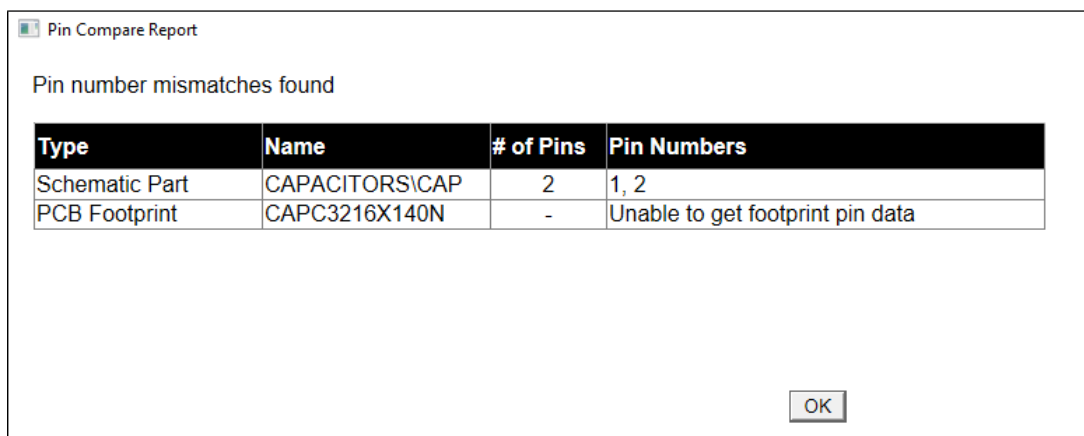 Pin Compare Report
Pin number mismatches found
Type Name # of Pins Pin Numbers
Schematic Part CAPACITORS\CAP 2 1, 2
PCB Footprint CAPC3216X140N - Unable to get footprint pin data
OK